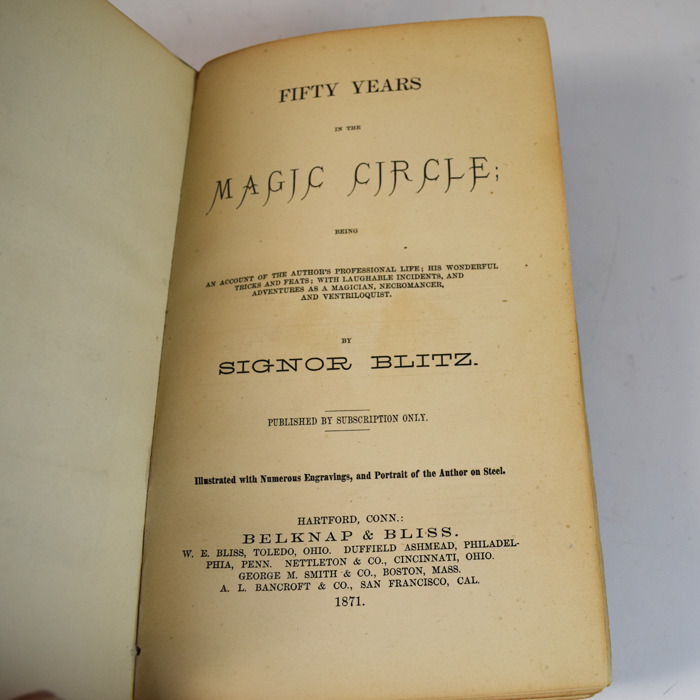 FIFTY YEARS
IN THE
MAGIC CIRCLE;
BEING
AN ACCOUNT OF THE AUTHOR'S PROFESSIONAL LIFE; HIS WONDERFUL
TRICKS AND FEATS; WITH LAUGHABLE INCIDENTS, AND
ADVENTURES AS A MAGICIAN, NECROMANCER,
AND VENTRILOQUIST.
BY
SIGNOR BLITZ.
PUBLISHED BY SUBSCRIPTION ONLY.
Illustrated with Numerous Engravings, and Portrait of the Author on Steel.
HARTFORD, CONN.:
BELKNAP & BLISS.
W. E. BLISS, TOLEDO, OHIO. DUFFIELD ASHMEAD, PHILADEL-
PHIA, PENN. NETTLETON & CO., CINCINNATI, OHIO.
GEORGE M. SMITH & CO., BOSTON, MASS.
A. L. BANCROFT & CO., SAN FRANCISCO, CAL.
1871.